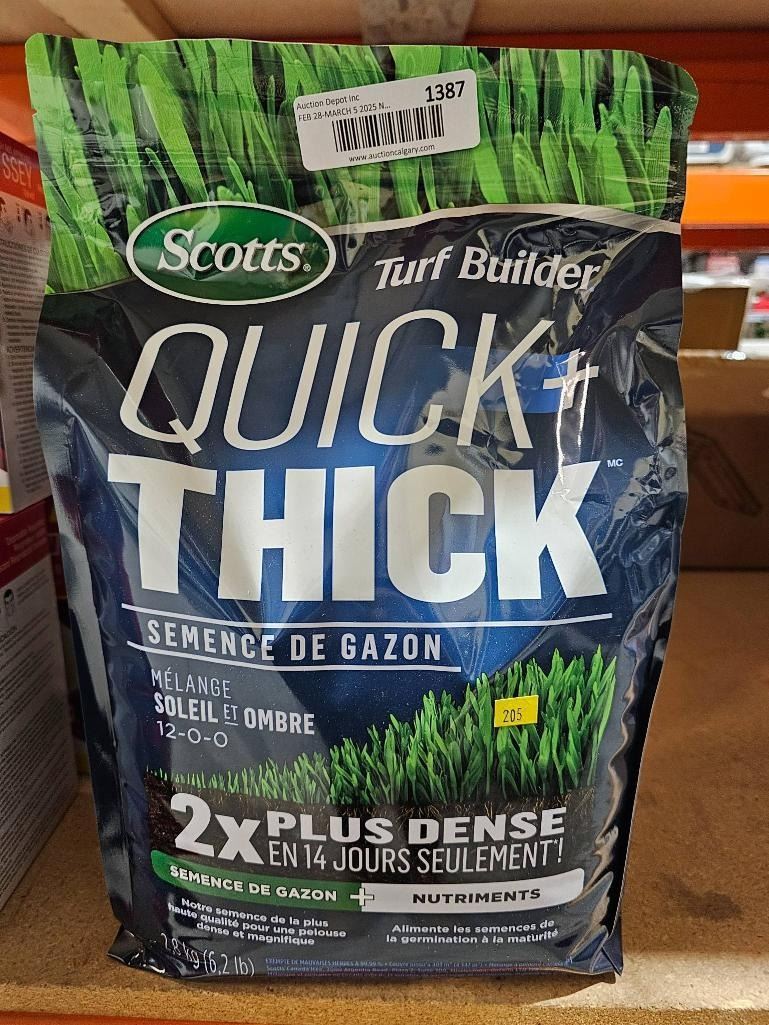 Auction Depot Inc
1387
FEB 28-MARCH 5 2025 N...
www.auctioncalgary.com
Scotts®
Turf Builder
QUICK+
THICK MC
SEMENCE DE GAZON
MÉLANGE
SOLEIL ET OMBRE
12-0-0
205
2x PLUS DENSE
EN 14 JOURS SEULEMENT*!
SEMENCE DE GAZON + NUTRIMENTS
Notre semence de la plus
haute qualité pour une pelouse
dense et magnifique
Alimente les semences de
la germination à la maturité
2,8 kg (6,2 lb)
SSEY